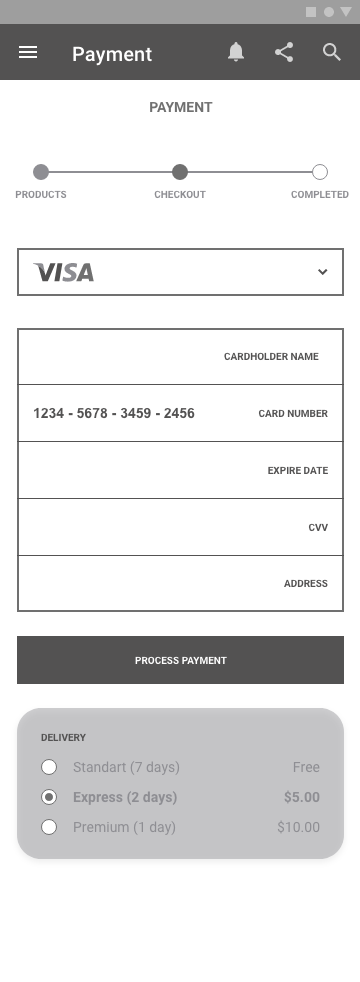 Payment
PAYMENT
PRODUCTS CHECKOUT COMPLETED
VISA
CARDHOLDER NAME
1234 - 5678 - 3459 - 2456 CARD NUMBER
EXPIRE DATE
CVV
ADDRESS
PROCESS PAYMENT
DELIVERY
Standart (7 days) Free
Express (2 days) $5.00
Premium (1 day) $10.00